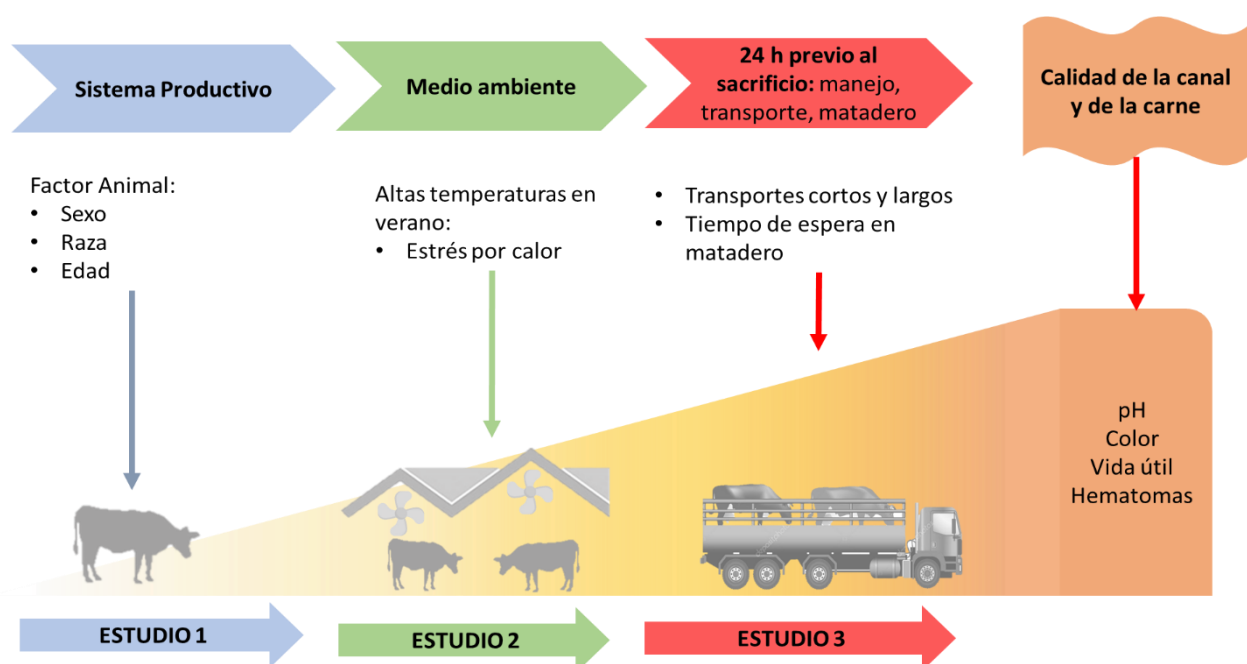 Sistema Productivo
Medio ambiente
24 h previo al
sacrificio: manejo,
transporte, matadero
Calidad de la canal
y de la carne
Factor Animal:
• Sexo
• Raza
• Edad
Altas temperaturas en
verano:
• Estrés por calor
• Transportes cortos y largos
• Tiempo de espera en
matadero
pH
Color
Vida útil
Hematomas
ESTUDIO 1
ESTUDIO 2
ESTUDIO 3